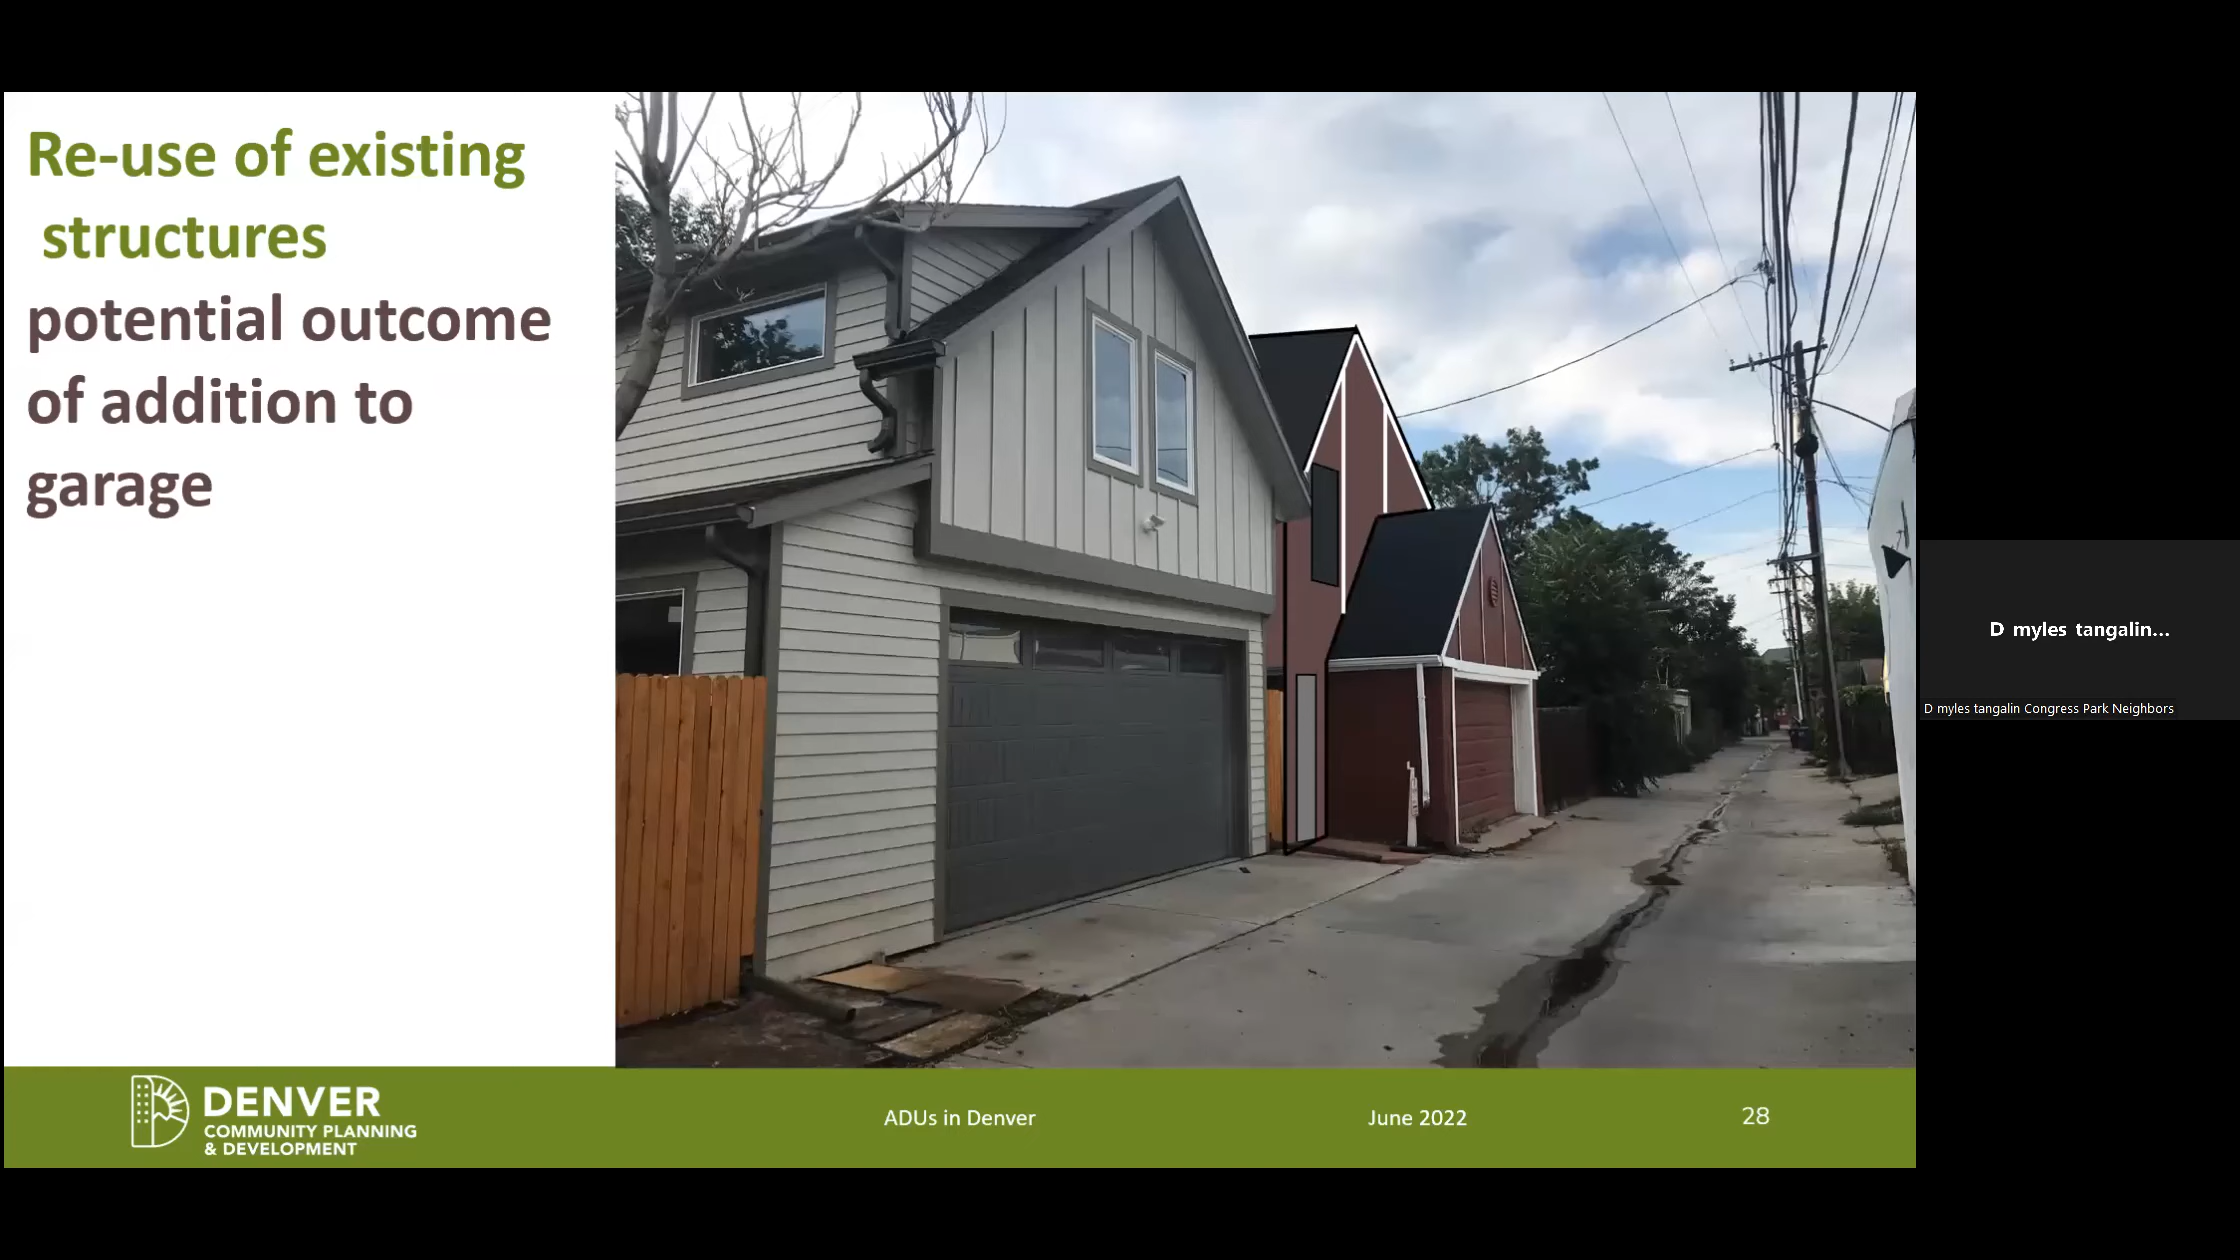 Re-use of existing
structures
potential outcome
of addition to
garage
D myles tangalin...
D myles tangalin Congress Park Neighbors
DENVER
COMMUNITY PLANNING
& DEVELOPMENT
ADUs in Denver
June 2022
28